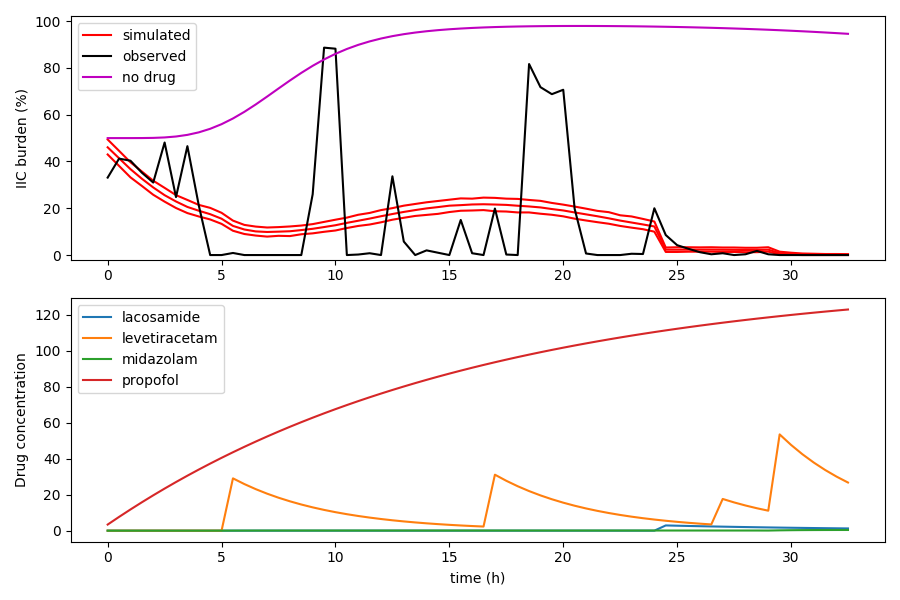 100
80
60
40
20
0
IIC burden (%)
simulated
observed
no drug
0
5
10
15
20
25
30
120
100
80
60
40
20
0
Drug concentration
lacosamide
levetiracetam
midazolam
propofol
0
5
10
15
20
25
30
time (h)